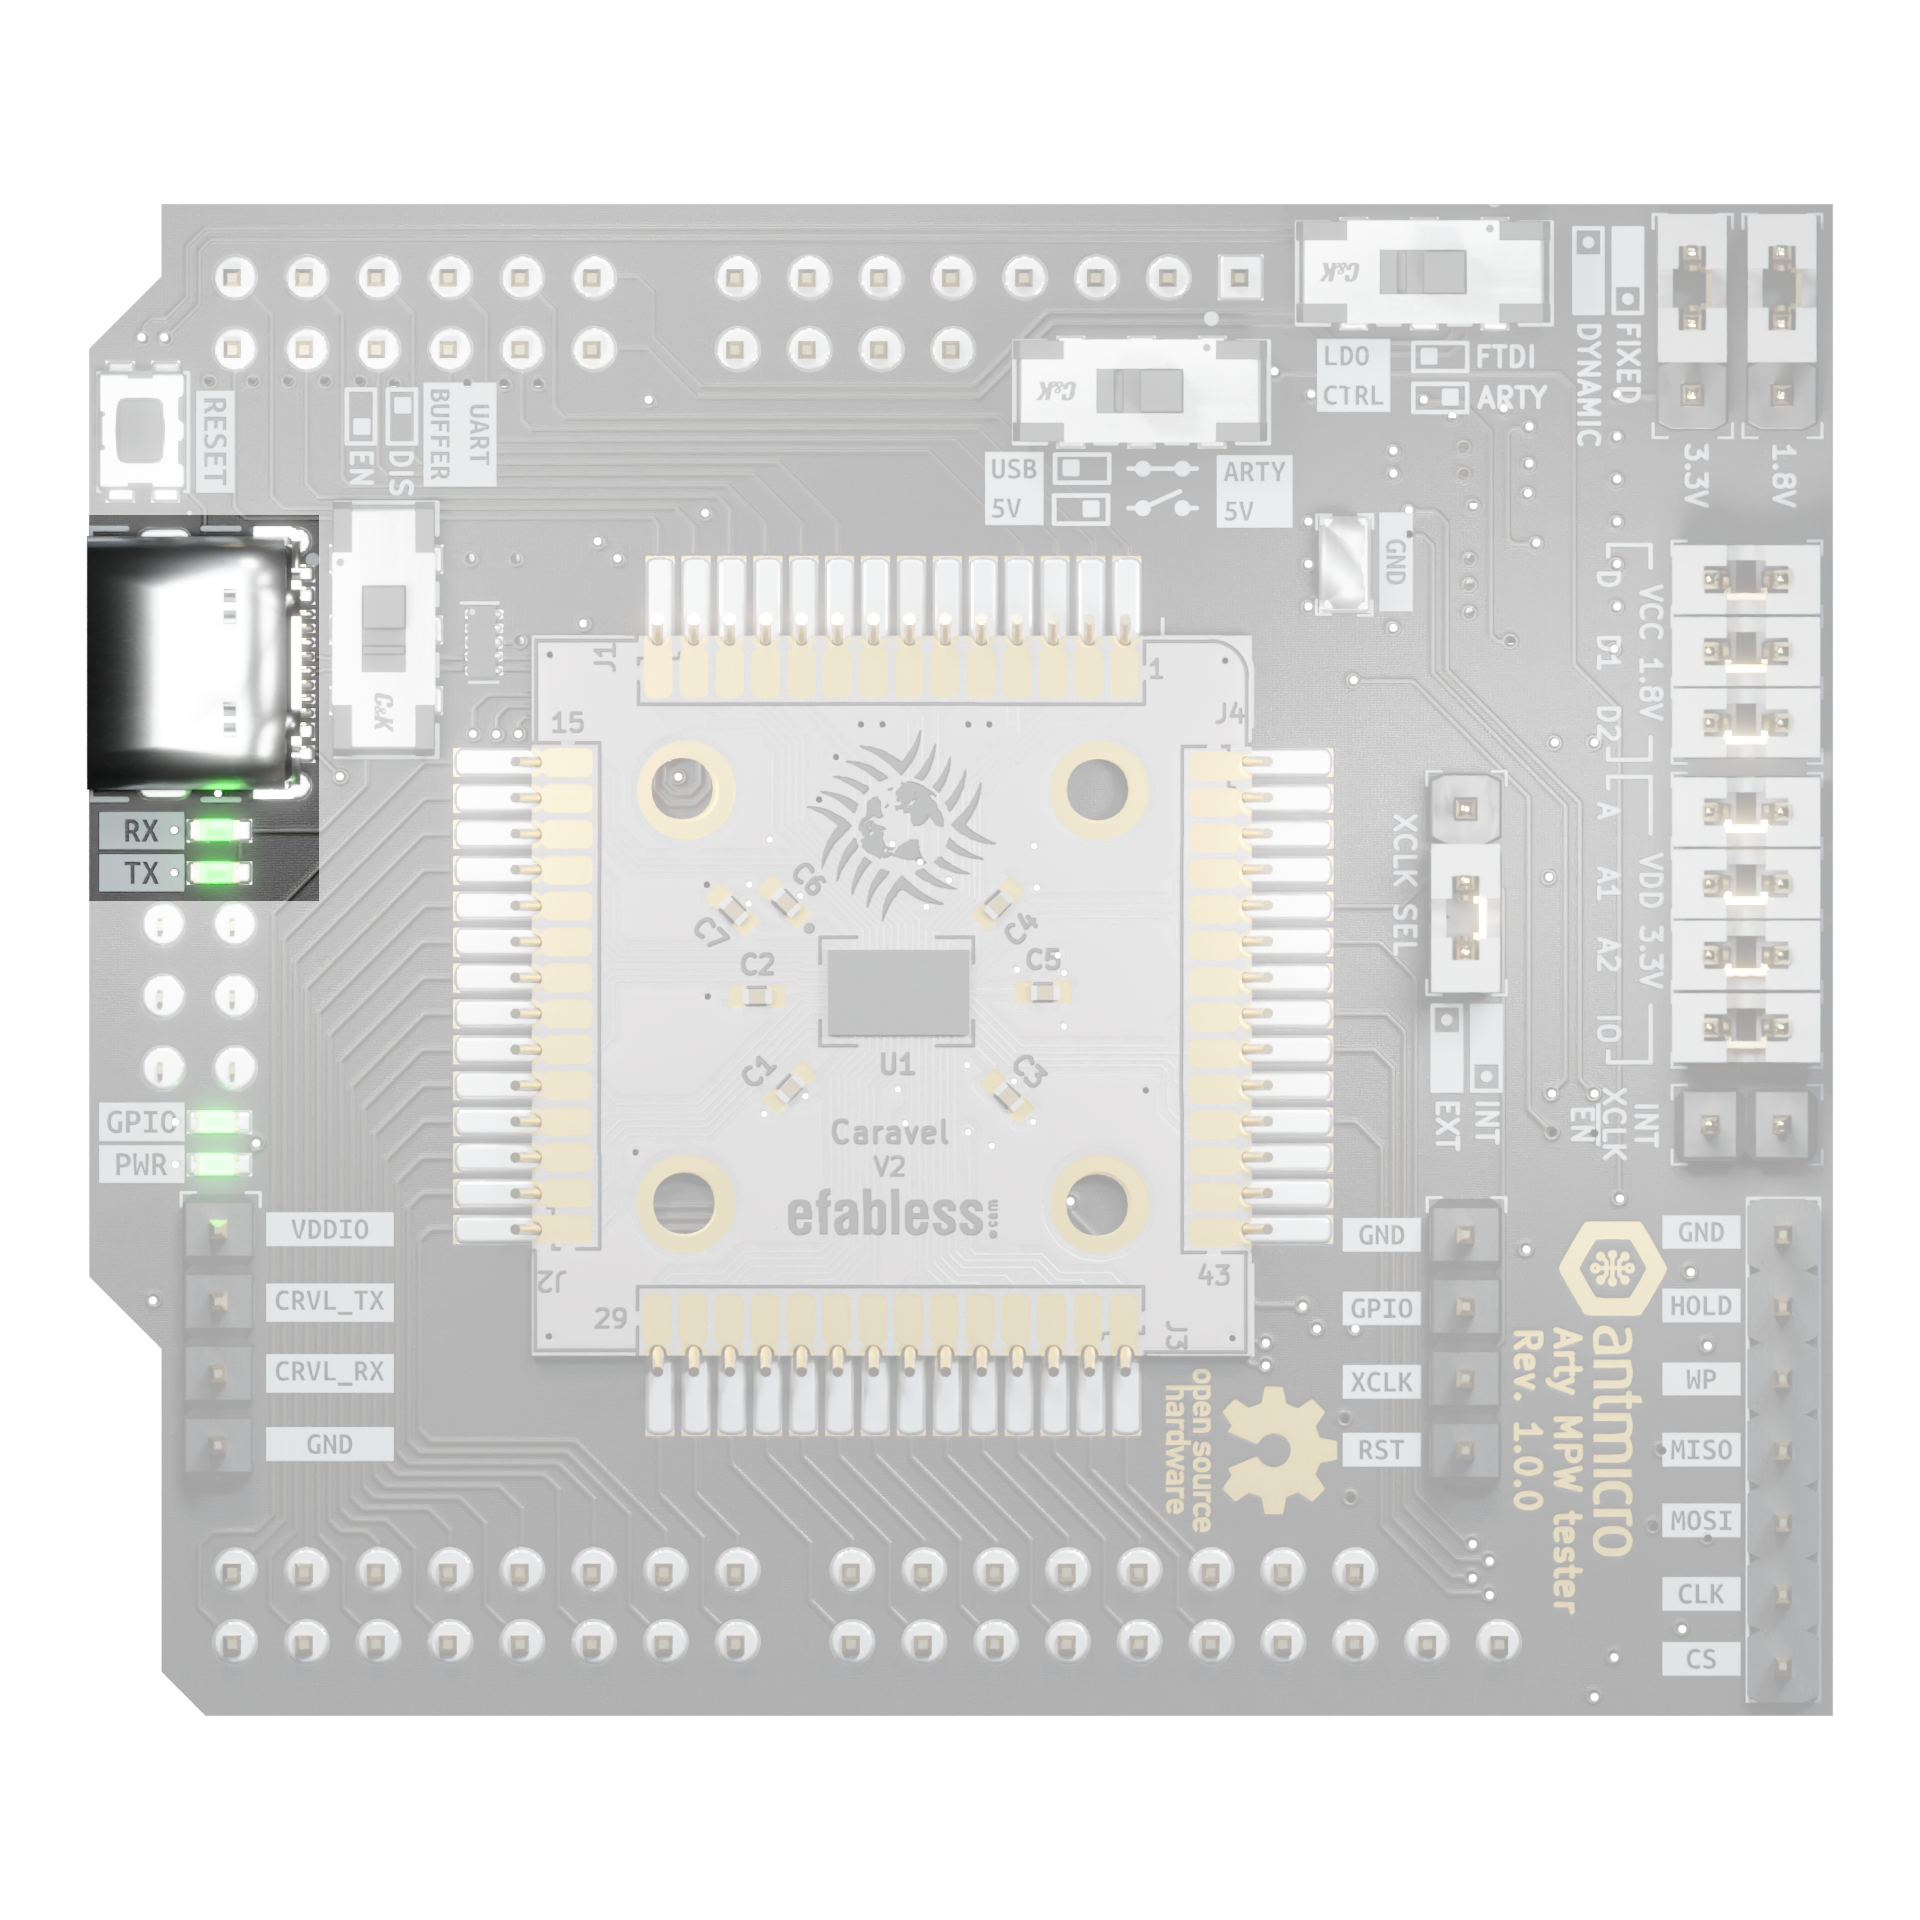 C&K
DYNAMIC
FIXED
LDO
CTRL
FTDI
ARTY
C&K
3.3V
1.8V
RESET
EN
DIS
UART
BUFFER
USB
5V
ARTY
5V
GND
C&K
D
D1
D2
VCC 1.8V
J1
1
15
J4
RX
TX
A
A1
A2
IO
VDD 3.3V
XCLK SEL
C7
C6
C4
C2
C5
U1
C1
C3
GPIO
PWR
EXT
INT
INT
XCLK
EN
Caravel
V2
efabless.com
VDDIO
CRVL_TX
CRVL_RX
GND
J2
29
43
J3
GND
GPIO
XCLK
RST
GND
HOLD
WP
MISO
MOSI
CLK
CS
open source
hardware
antmicro
Arty MPW tester
Rev. 1.0.0